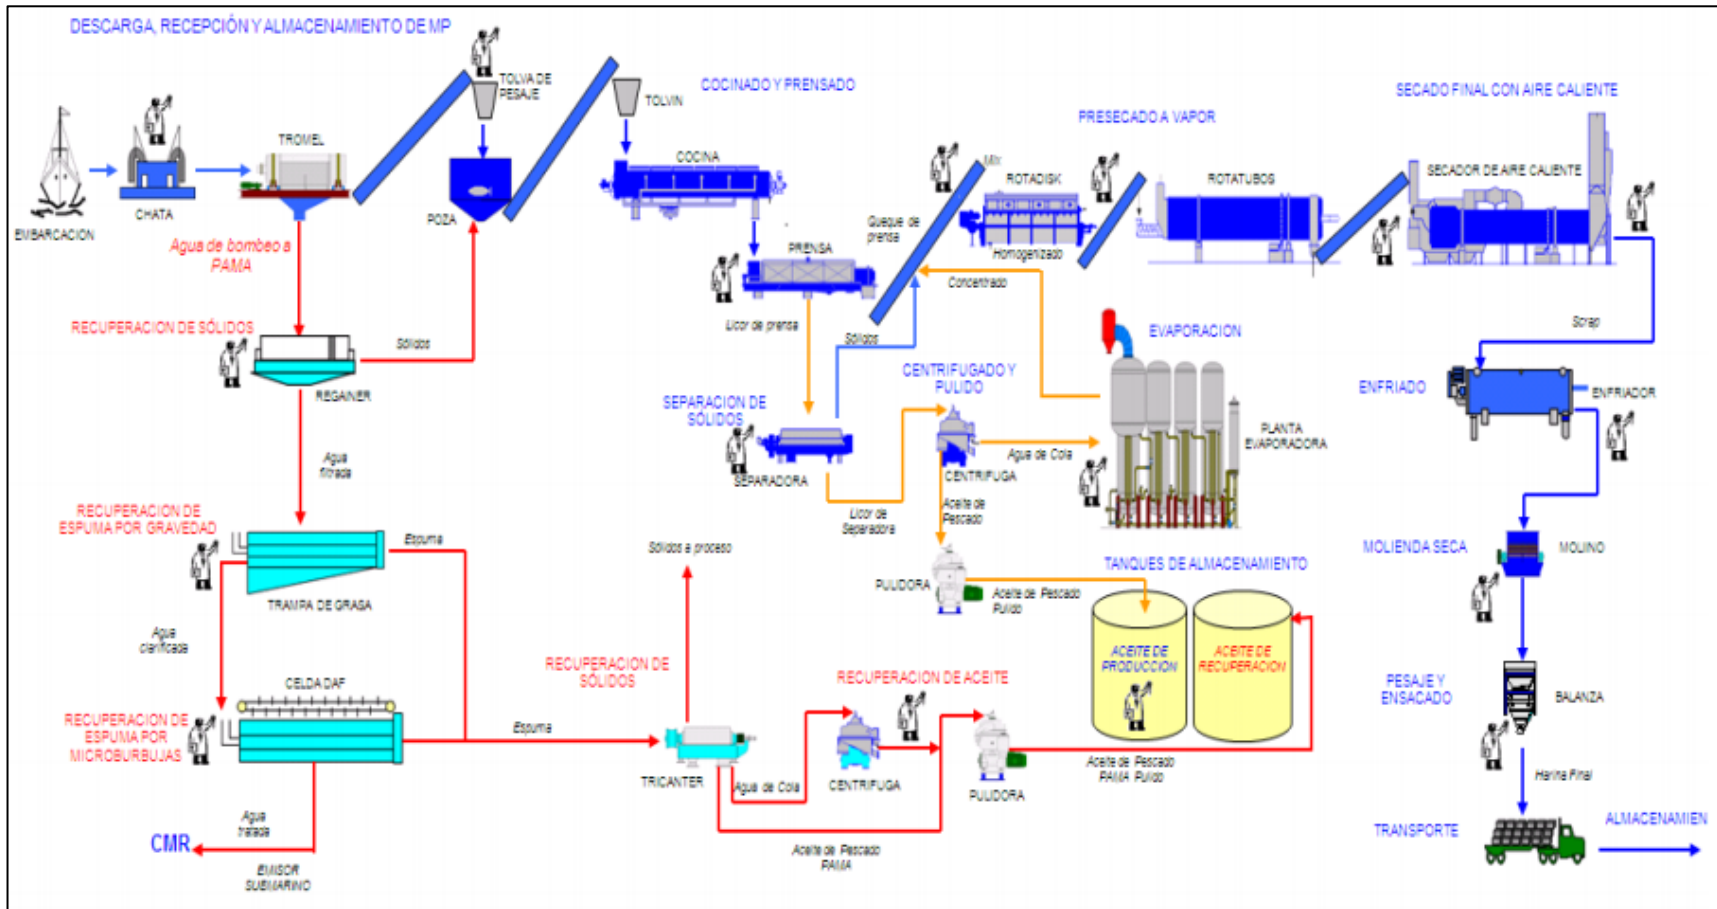 DESCARGA, RECEPCIÓN Y ALMACENAMIENTO DE MP
TOLVA DE
PESAJE
TOLVIN
COCINADO Y PRENSADO
SECADO FINAL CON AIRE CALIENTE
PRESECADO A VAPOR
TROMEL
COCINA
Mix
ROTADISK
ROTATUBOS
SECADOR DE AIRE CALIENTE
CHATA
EMBARCACION
POZA
Queque de
prensa
Homogenizado
Agua de bombeo a
PAMA
PRENSA
Concentrado
Licor de prensa
Sólidos
EVAPORACION
Scrap
RECUPERACION DE SÓLIDOS
Sólidos
REGAINER
CENTRIFUGADO Y
PULIDO
ENFRIADO
ENFRIADOR
SEPARACION DE
SÓLIDOS
PLANTA
EVAPORADORA
Agua de Cola
SEPARADORA
CENTRIFUGA
Agua
filtrada
Licor de
Separadora
Aceite de
Pescado
RECUPERACION DE
ESPUMA POR GRAVEDAD
Espuma
Sólidos a proceso
MOLIENDA SECA
MOLINO
TANQUES DE ALMACENAMIENTO
PULIDORA
Aceite de Pescado
Pulido
TRAMPA DE GRASA
Agua
clarificada
RECUPERACION DE
SÓLIDOS
ACEITE DE
PRODUCCION
ACEITE DE
RECUPERACION
RECUPERACION DE ACEITE
CELDA DAF
PESAJE Y
ENSACADO
BALANZA
RECUPERACION DE
ESPUMA POR
MICROBURBUJAS
Espuma
TRICANTER
Agua de Cola
CENTRIFUGA
PULIDORA
Aceite de Pescado
PAMA Pulido
Harina Final
Agua
tratada
CMR
EMISOR
SUBMARINO
Aceite de Pescado
PAMA
TRANSPORTE
ALMACENAMIEN